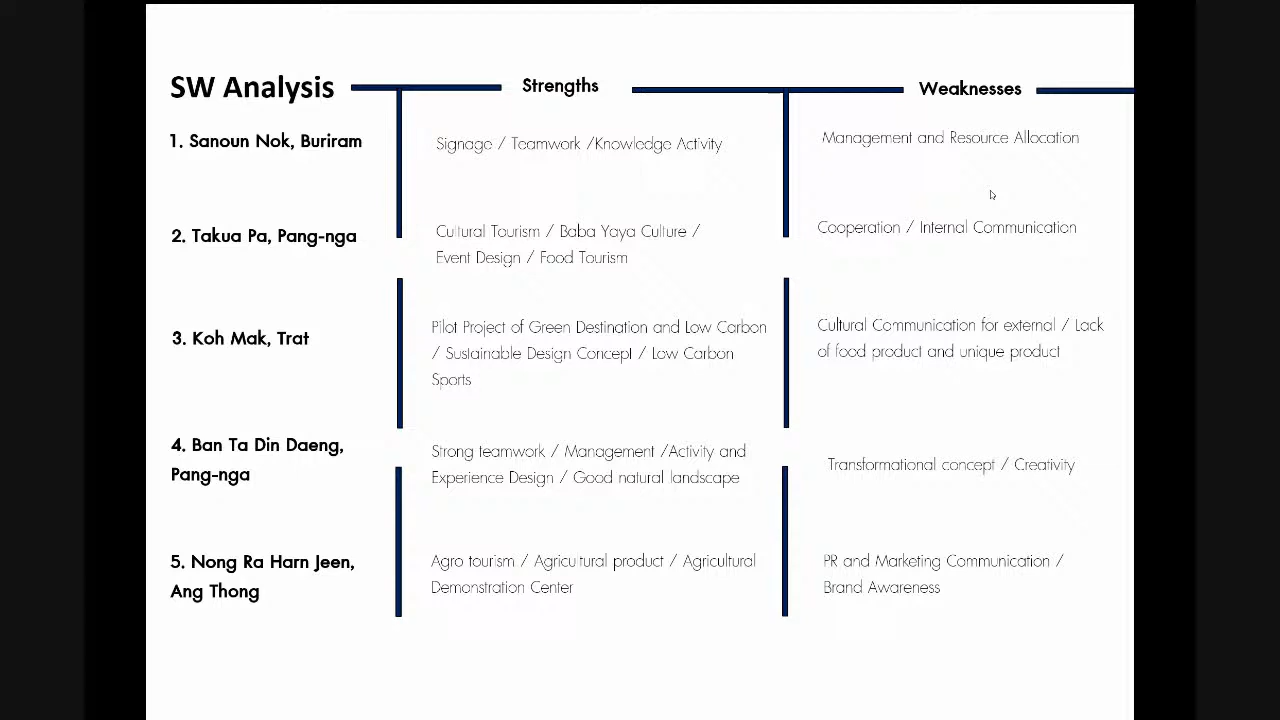 SW Analysis Strengths Weaknesses
1. Sanoun Nok, Buriram
Signage / Teamwork /Knowledge Activity
Management and Resource Allocation
2. Takua Pa, Pang-nga
Cultural Tourism / Baba Yaya Culture /
Event Design / Food Tourism
Cooperation / Internal Communication
3. Koh Mak, Trat
Pilot Project of Green Destination and Low Carbon
/ Sustainable Design Concept / Low Carbon
Sports
Cultural Communication for external / Lack
of food product and unique product
4. Ban Ta Din Daeng,
Pang-nga
Strong teamwork / Management /Activity and
Experience Design / Good natural landscape
Transformational concept / Creativity
5. Nong Ra Harn Jeen,
Ang Thong
Agro tourism / Agricultural product / Agricultural
Demonstration Center
PR and Marketing Communication /
Brand Awareness